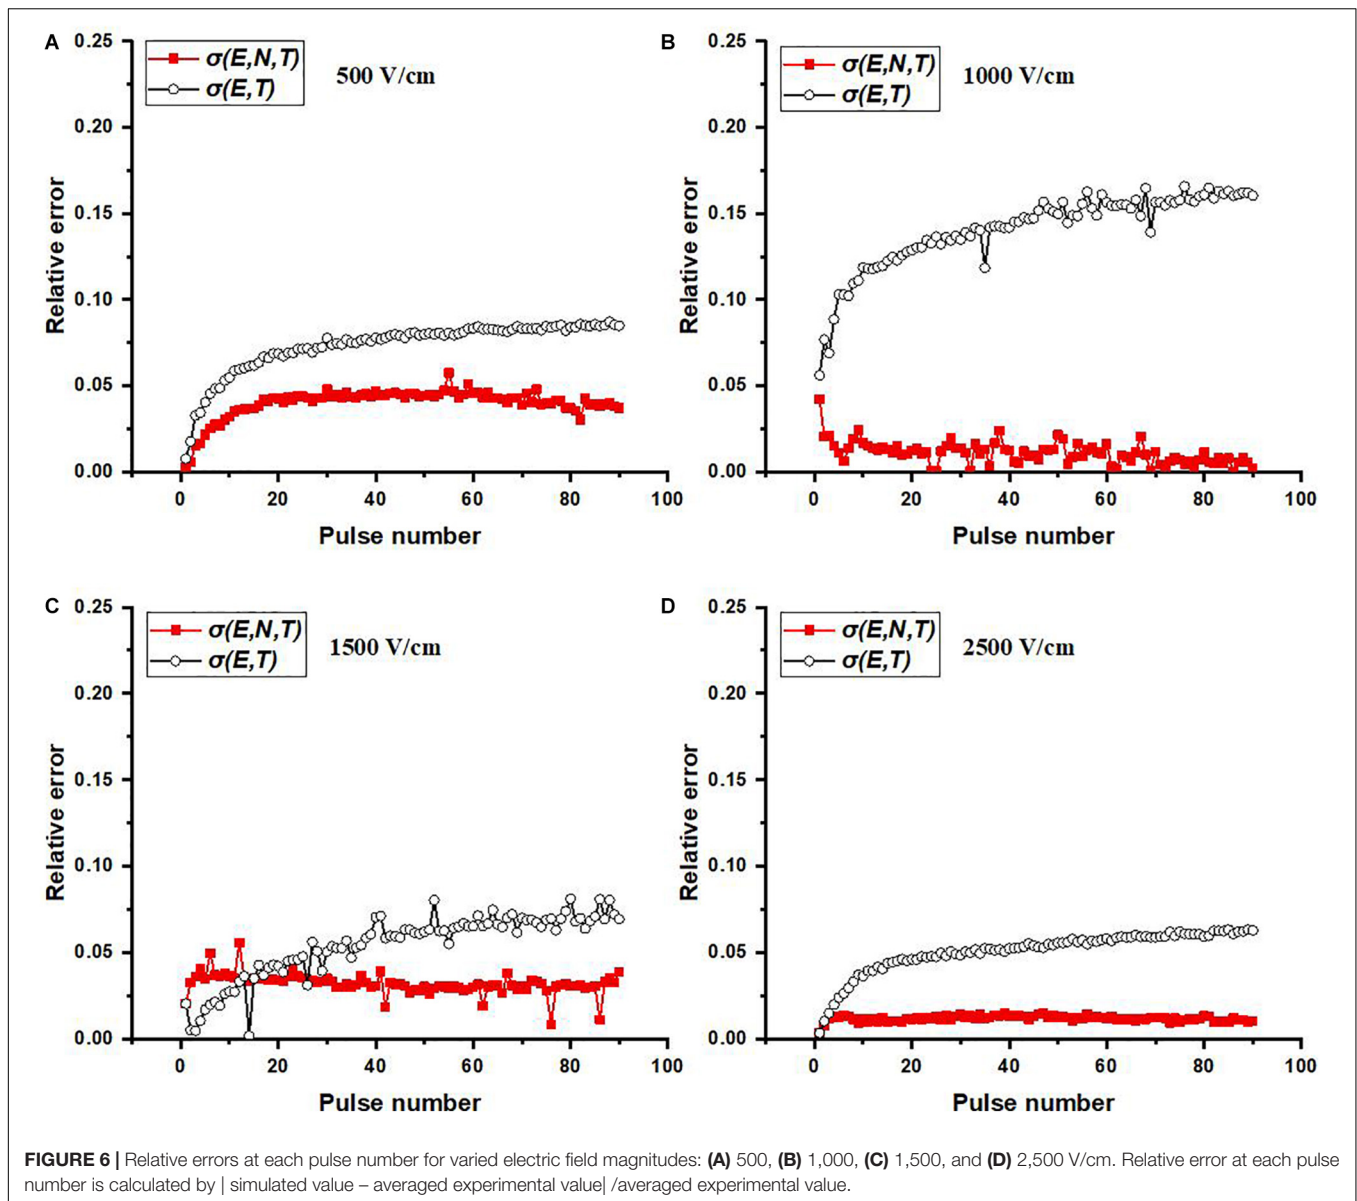 A
0.25
0.20
0.15
0.10
0.05
0.00
Relative error
σ(E,N,T)
σ(E,T)
500 V/cm
0 20 40 60 80 100
Pulse number
B
0.25
0.20
0.15
0.10
0.05
0.00
Relative error
σ(E,N,T)
σ(E,T)
1000 V/cm
0 20 40 60 80 100
Pulse number
C
0.25
0.20
0.15
0.10
0.05
0.00
Relative error
σ(E,N,T)
σ(E,T)
1500 V/cm
0 20 40 60 80 100
Pulse number
D
0.25
0.20
0.15
0.10
0.05
0.00
Relative error
σ(E,N,T)
σ(E,T)
2500 V/cm
0 20 40 60 80 100
Pulse number
FIGURE 6 | Relative errors at each pulse number for varied electric field magnitudes: (A) 500, (B) 1,000, (C) 1,500, and (D) 2,500 V/cm. Relative error at each pulse
number is calculated by | simulated value – averaged experimental value| /averaged experimental value.